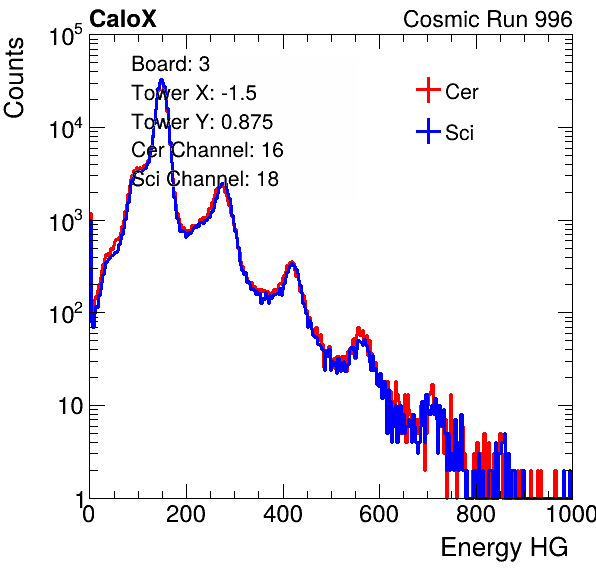 CaloX Cosmic Run 996
Counts
Board: 3
Tower X: -1.5
Tower Y: 0.875
Cer Channel: 16
Sci Channel: 18
Cer
Sci
10^5
10^4
10^3
10^2
10
1
0 200 400 600 800 1000
Energy HG